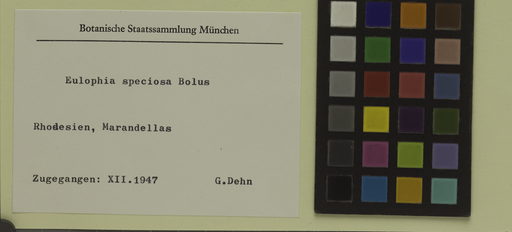 Botanische Staatssammlung München
Eulophia speciosa Bolus
Rhodesien, Marandellas
Zugegangen: XII.1947 G.Dehn